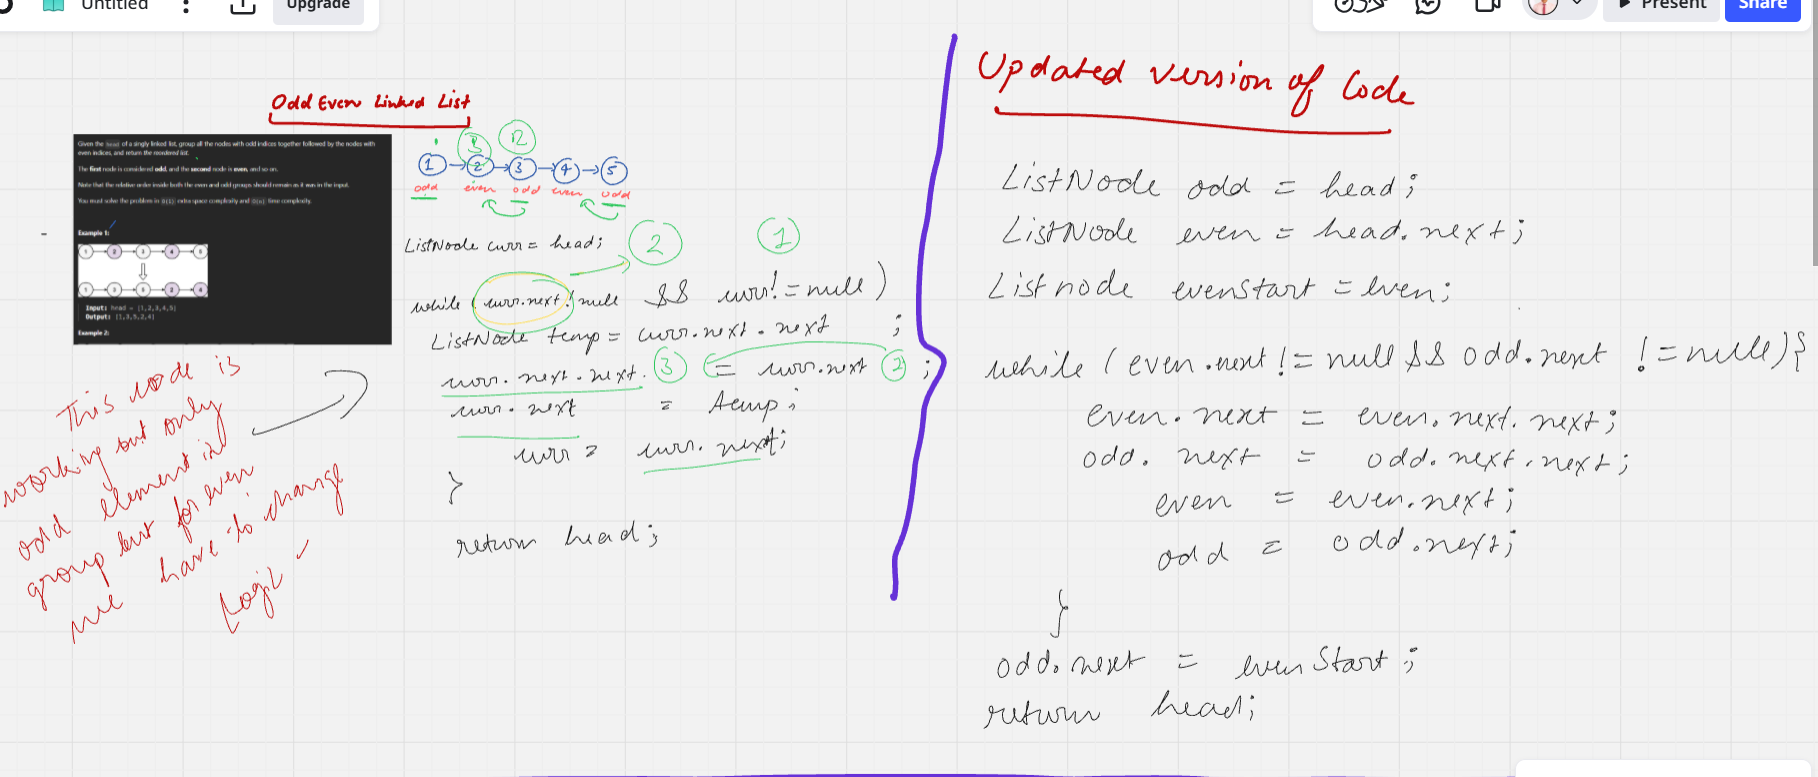 Untitled
Upgrade
Present
Share
Odd Even Linked List
Given the head of a singly linked list, group all the nodes with odd indices together followed by the nodes with
even indices, and return the reordered list.
The first node is considered odd, and the second node is even, and so on.
Note that the relative order inside both the even and odd groups should remain as it was in the input.
You must solve the problem in O(1) extra space complexity and O(n) time complexity.
Example 1:
1 2 3 4 5
1 3 5 2 4
Input: head = [1,2,3,4,5]
Output: [1,3,5,2,4]
Example 2:
1 2 3 4 5
odd even odd even odd
ListNode curr = head;
2 1
while (curr.next != null && curr != null)
ListNode temp = curr.next.next ;
curr.next.next. 3 = curr.next 2 ;
curr.next = temp;
curr = curr.next;
}
return head;
This code is
working but only
odd element in
group but for even
we have to change
logic
Updated version of Code
ListNode odd = head;
ListNode even = head.next;
Listnode evenStart = even;
while (even.next != null && odd.next != null){
even.next = even.next.next;
odd.next = odd.next.next;
even = even.next;
odd = odd.next;
}
odd.next = evenStart;
return head;